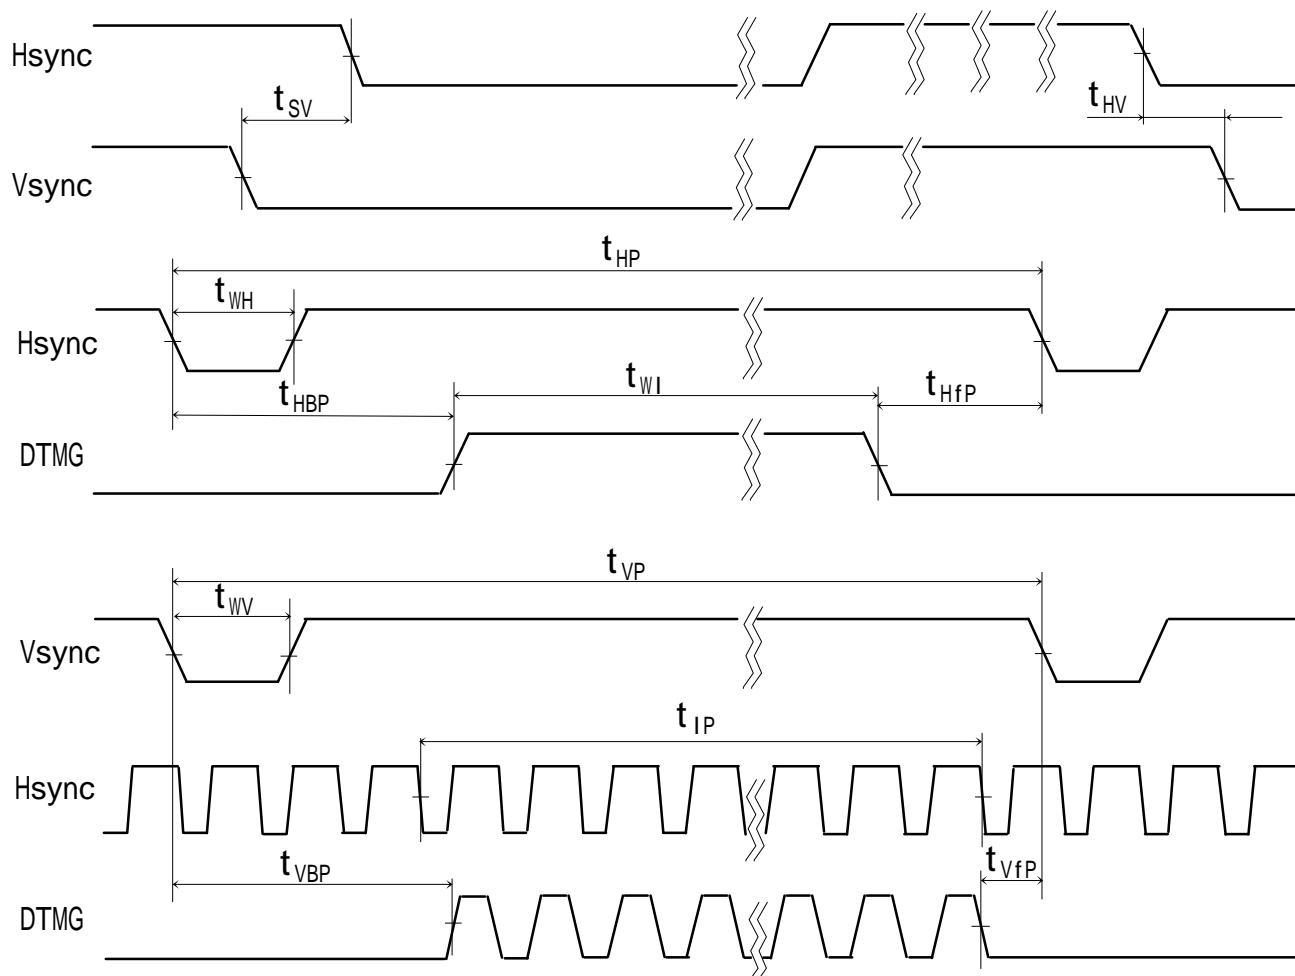 Hsync
tSV
tHV
Vsync
tHP
tWH
Hsync
tHBP
tWI
tHfP
DTMG
tVP
tWV
Vsync
tIP
Hsync
tVBP
tVfP
DTMG